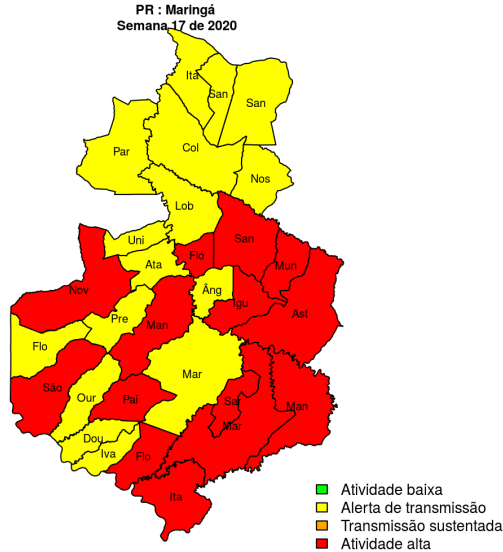 PR : Maringá
Semana 17 de 2020
Ita
San
San
Par
Col
Nos
Lob
Uni
San
Fló
Ata
Mun
Nov
Âng
Igu
Ast
Pre
Man
Flo
Mar
São
Our
Pai
Sar
Man
Mar
Dou
Iva
Flo
Ita
Atividade baixa
Alerta de transmissão
Transmissão sustentada
Atividade alta